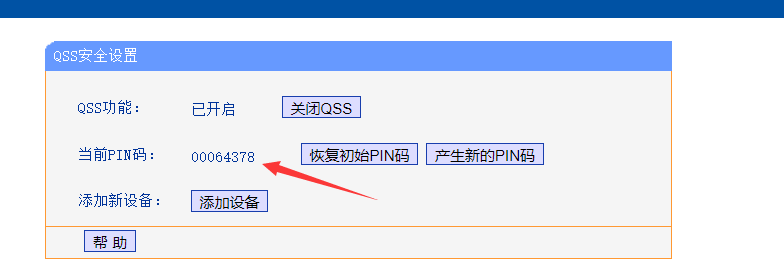 QSS安全设置
QSS功能： 已开启 关闭QSS
当前PIN码： 00064378 恢复初始PIN码 产生新的PIN码
添加新设备： 添加设备
帮 助